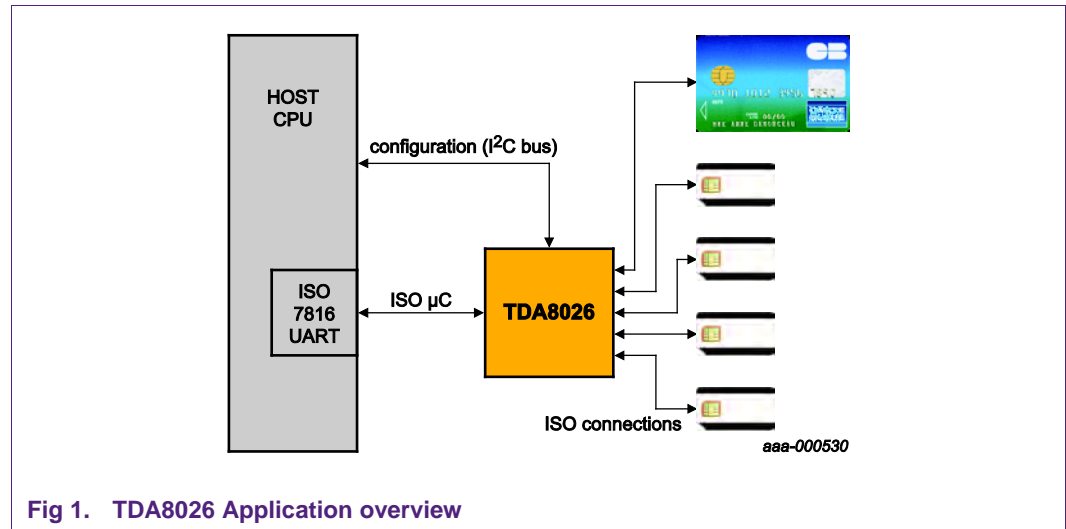 HOST
CPU
configuration (I²C bus)
ISO
7816
UART
ISO µC
TDA8026
ISO connections
aaa-000530
Fig 1. TDA8026 Application overview